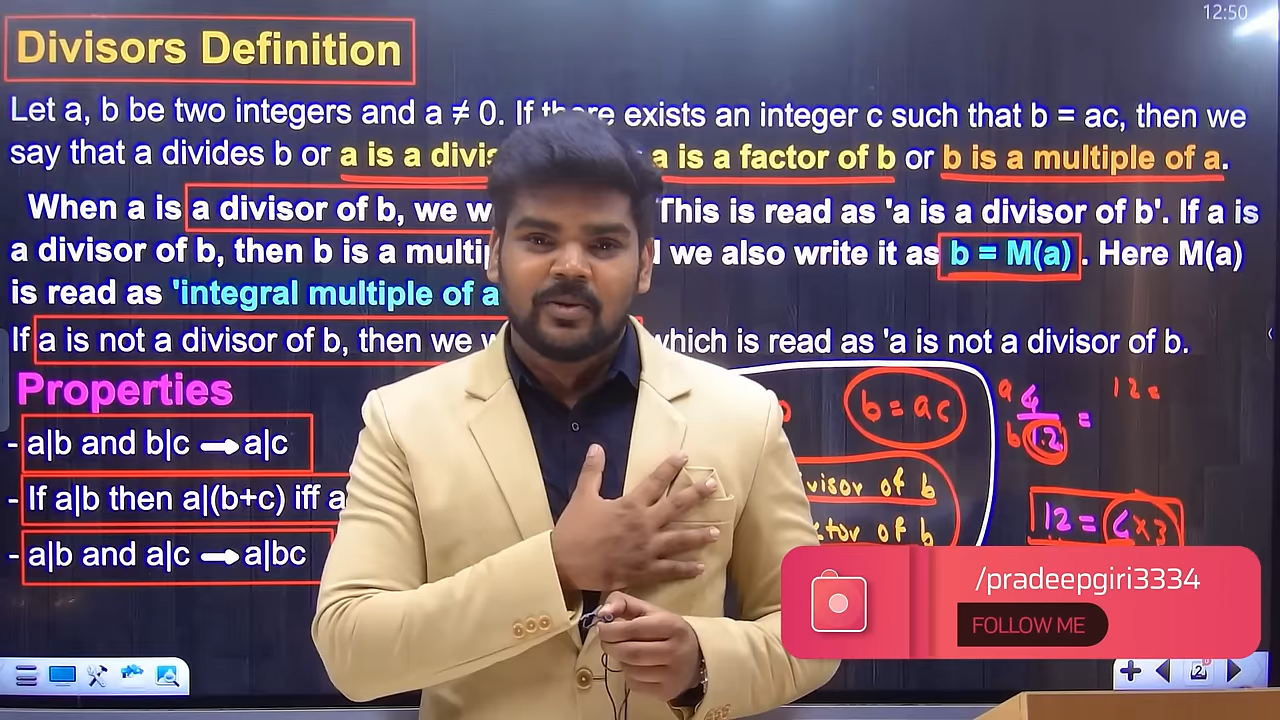 12:50
Divisors Definition
Let a, b be two integers and a ≠ 0. If there exists an integer c such that b = ac, then we
say that a divides b or a is a divis a is a factor of b or b is a multiple of a.
When a is a divisor of b, we w This is read as 'a is a divisor of b'. If a is
a divisor of b, then b is a multip we also write it as b = M(a). Here M(a)
is read as 'integral multiple of a
If a is not a divisor of b, then we w which is read as 'a is not a divisor of b.
Properties
- a|b and b|c → a|c
- If a|b then a|(b+c) iff a
- a|b and a|c → a|bc
b = ac
visor of b
ctor of b
a 4
b 12 =
12 =
12 = 4 × 3
/pradeepgiri3334
FOLLOW ME
2